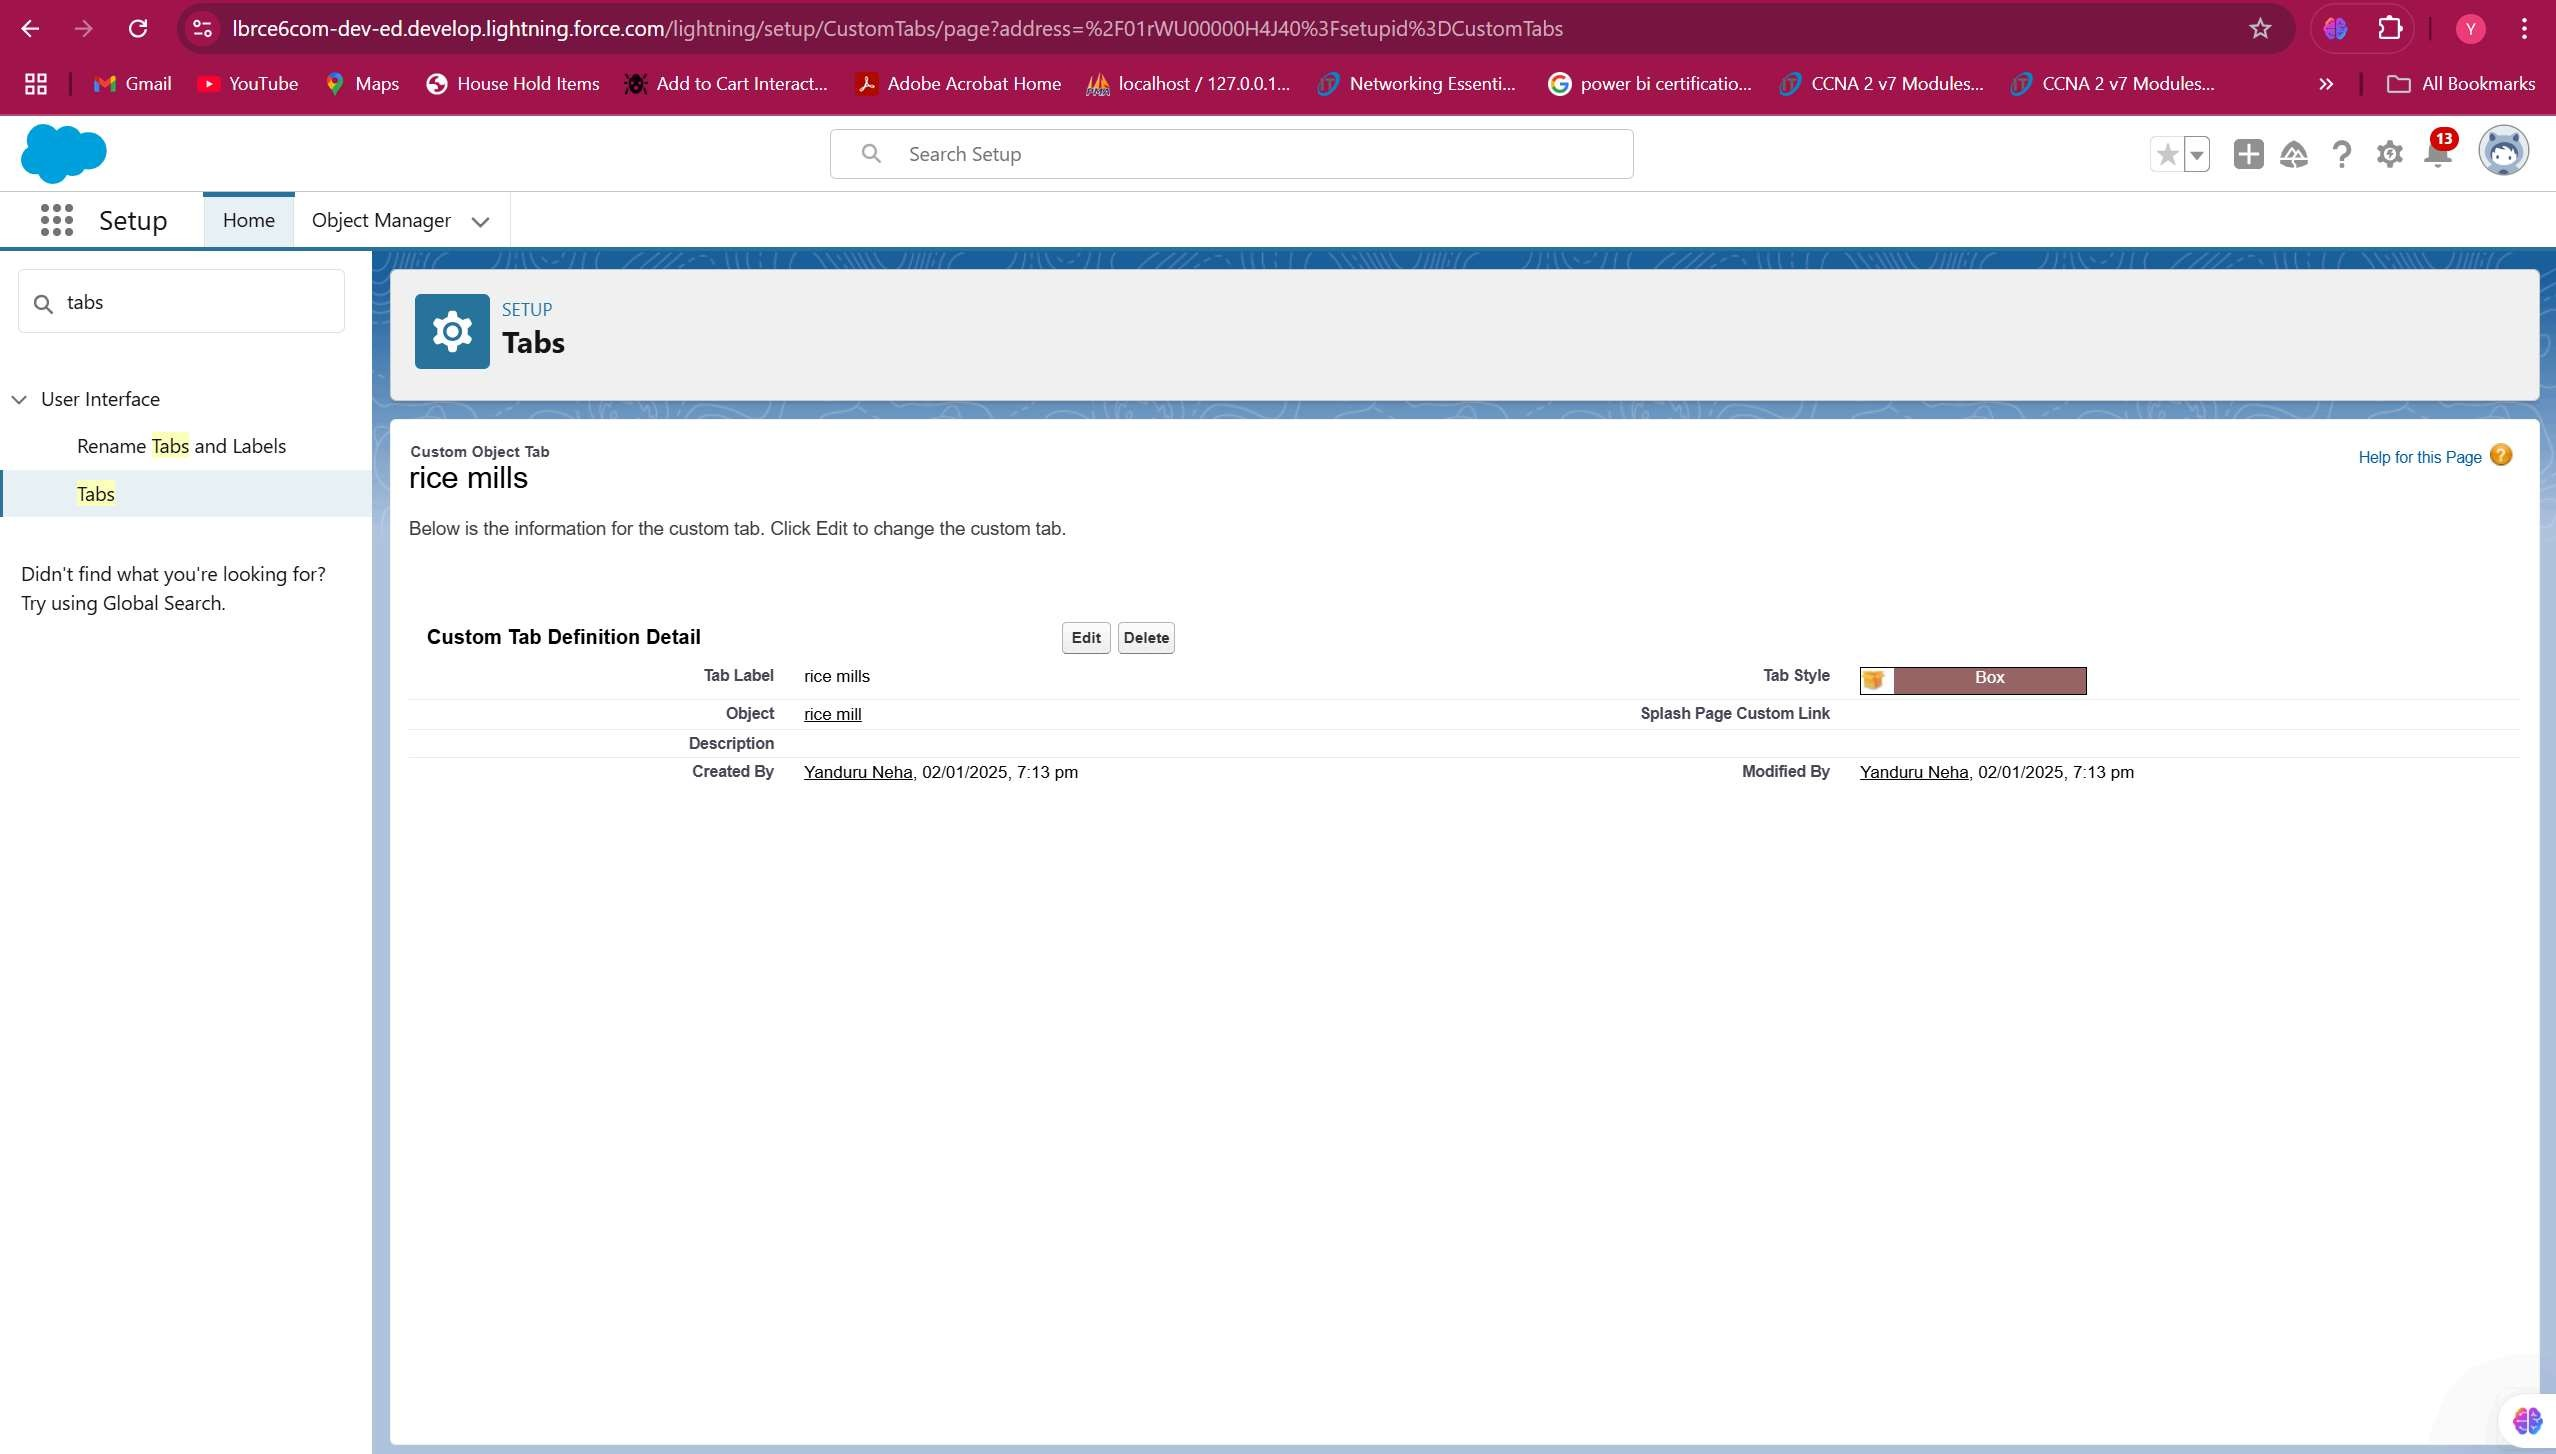 lbrce6com-dev-ed.develop.lightning.force.com/lightning/setup/CustomTabs/page?address=%2F01rWU00000H4J40%3Fsetupid%3DCustomTabs
Y
Gmail
YouTube
Maps
House Hold Items
Add to Cart Interact...
Adobe Acrobat Home
localhost / 127.0.0.1...
Networking Essenti...
power bi certificatio...
CCNA 2 v7 Modules...
CCNA 2 v7 Modules...
All Bookmarks
Search Setup
13
Setup
Home
Object Manager
tabs
User Interface
Rename Tabs and Labels
Tabs
Didn't find what you're looking for?
Try using Global Search.
SETUP
Tabs
Custom Object Tab
rice mills
Help for this Page
Below is the information for the custom tab. Click Edit to change the custom tab.
Custom Tab Definition Detail
Edit
Delete
Tab Label rice mills
Tab Style Box
Object rice mill
Splash Page Custom Link
Description
Created By Yanduru Neha, 02/01/2025, 7:13 pm
Modified By Yanduru Neha, 02/01/2025, 7:13 pm